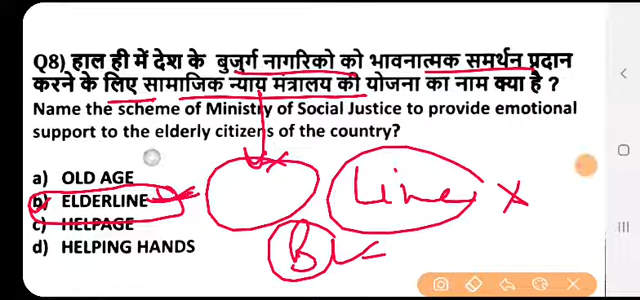 Q8) हाल ही में देश के बुजुर्ग नागरिको को भावनात्मक समर्थन प्रदान
करने के लिए सामाजिक न्याय मत्रालय की योजना का नाम क्या है ?
Name the scheme of Ministry of Social Justice to provide emotional
support to the elderly citizens of the country?
a) OLD AGE
b) ELDERLINE
c) HELPAGE
d) HELPING HANDS
Line
B